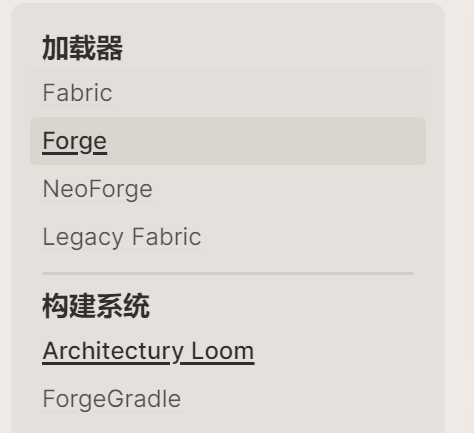 加载器
Fabric
Forge
NeoForge
Legacy Fabric
构建系统
Architectury Loom
ForgeGradle